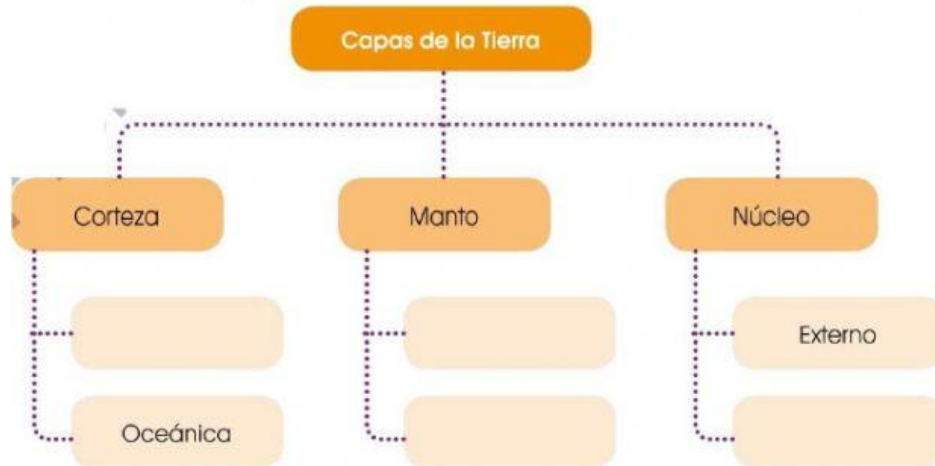 Capas de la Tierra
Corteza
Manto
Núcleo
Externo
Oceánica